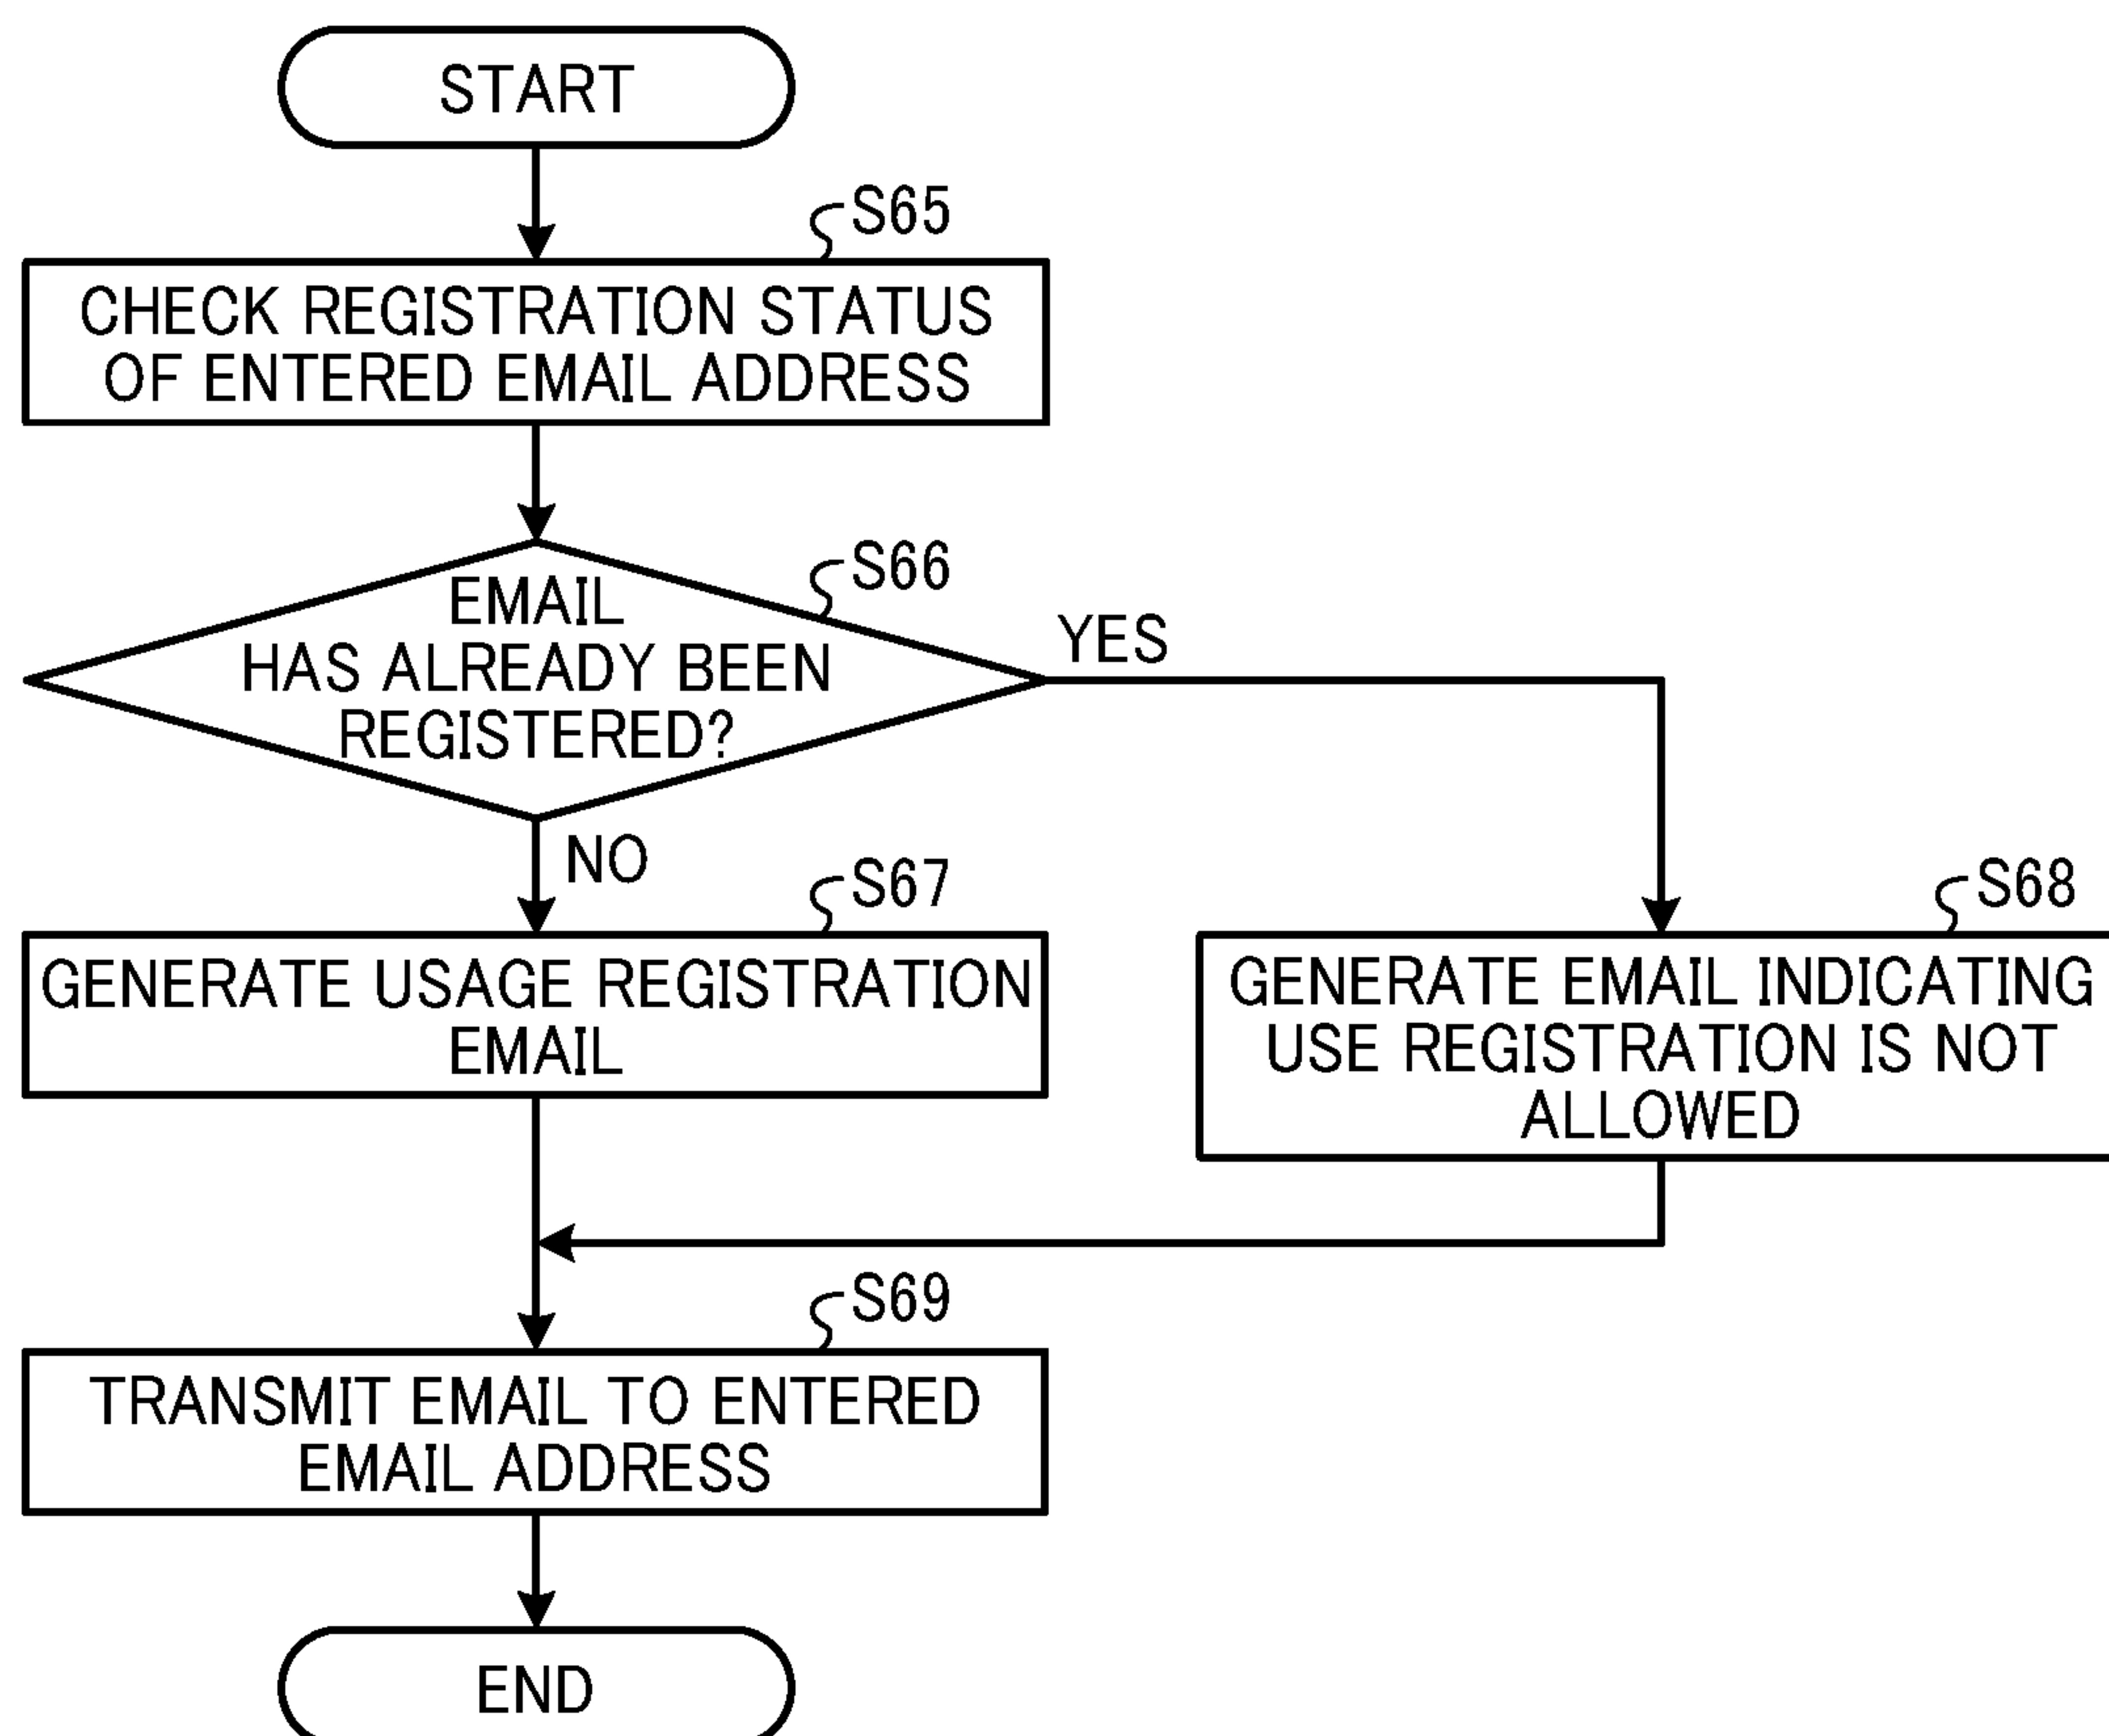 START
S65
CHECK REGISTRATION STATUS
OF ENTERED EMAIL ADDRESS
S66
EMAIL
HAS ALREADY BEEN
REGISTERED?
YES
NO
S67
GENERATE USAGE REGISTRATION
EMAIL
S68
GENERATE EMAIL INDICATING
USE REGISTRATION IS NOT
ALLOWED
S69
TRANSMIT EMAIL TO ENTERED
EMAIL ADDRESS
END